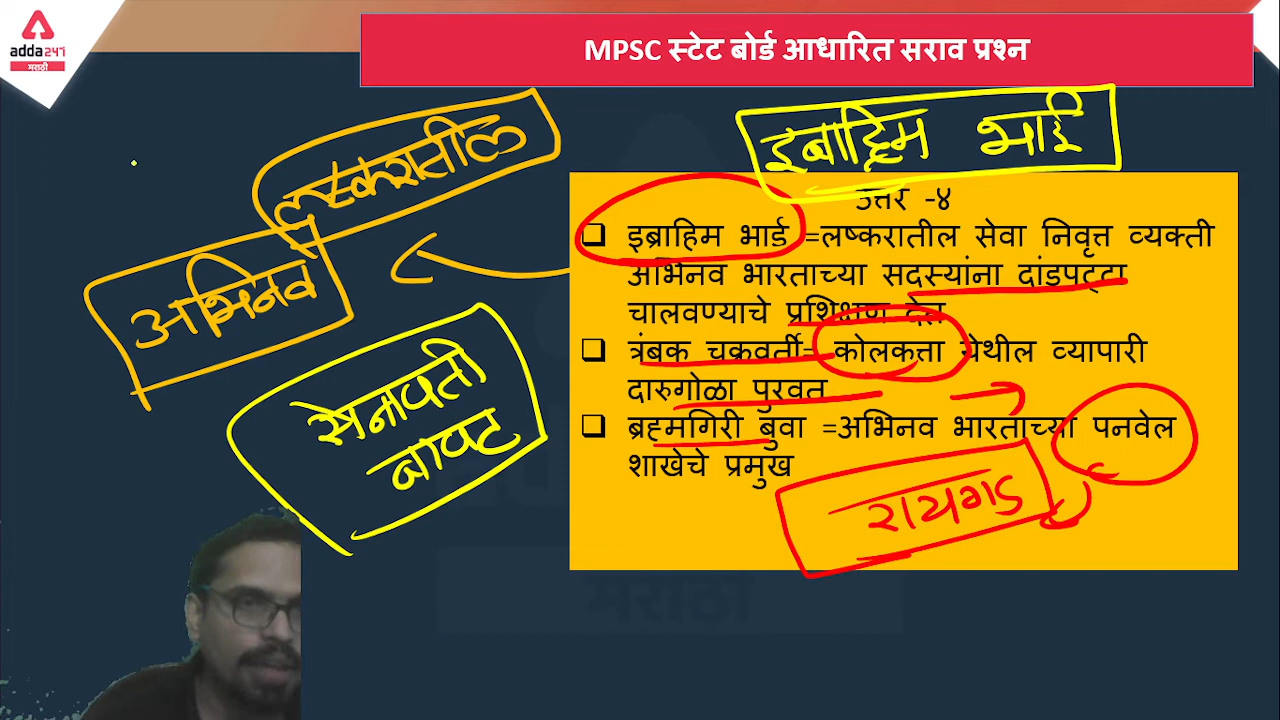 adda247
मराठी
MPSC स्टेट बोर्ड आधारित सराव प्रश्न
इब्राहिम भाई
लष्करातील
अभिनव
सेनापती
बापट
उत्तर -४
इब्राहिम भार्ड =लष्करातील सेवा निवृत्त व्यक्ती
अभिनव भारताच्या सदस्यांना दांडपट्टा
चालवण्याचे प्रशिक्षण देत
त्रंबक चक्रवर्ती= कोलकत्ता येथील व्यापारी
दारुगोळा पुरवत
ब्रह्मगिरी बुवा =अभिनव भारताच्या पनवेल
शाखेचे प्रमुख
रायगड
मराठी